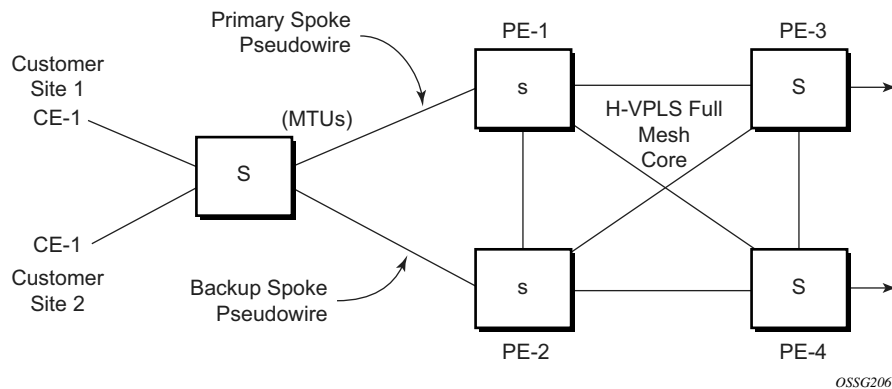 Primary Spoke
Pseudowire
PE-1
PE-3
Customer
Site 1
CE-1
(MTUs)
s
S
H-VPLS Full
Mesh
Core
S
CE-1
Customer
Site 2
Backup Spoke
Pseudowire
s
S
PE-2
PE-4
OSSG206